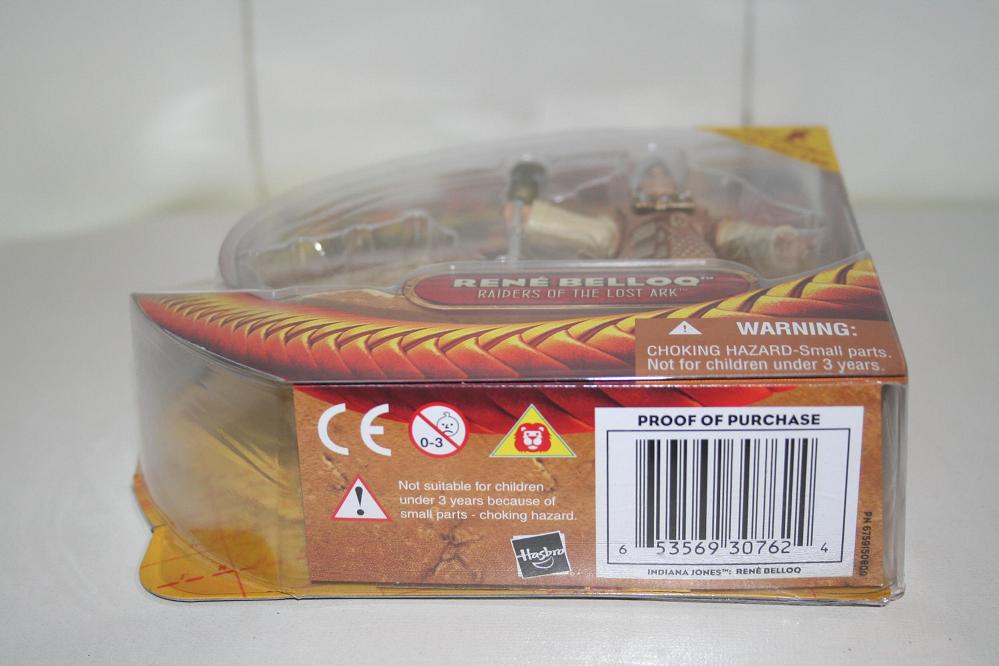 RENÉ BELLOQ™
RAIDERS OF THE LOST ARK™
WARNING:
CHOKING HAZARD-Small parts.
Not for children under 3 years.
CE
0-3
Not suitable for children
under 3 years because of
small parts - choking hazard.
Hasbro
PROOF OF PURCHASE
6 53569 30762 4
INDIANA JONES™: RENÉ BELLOQ